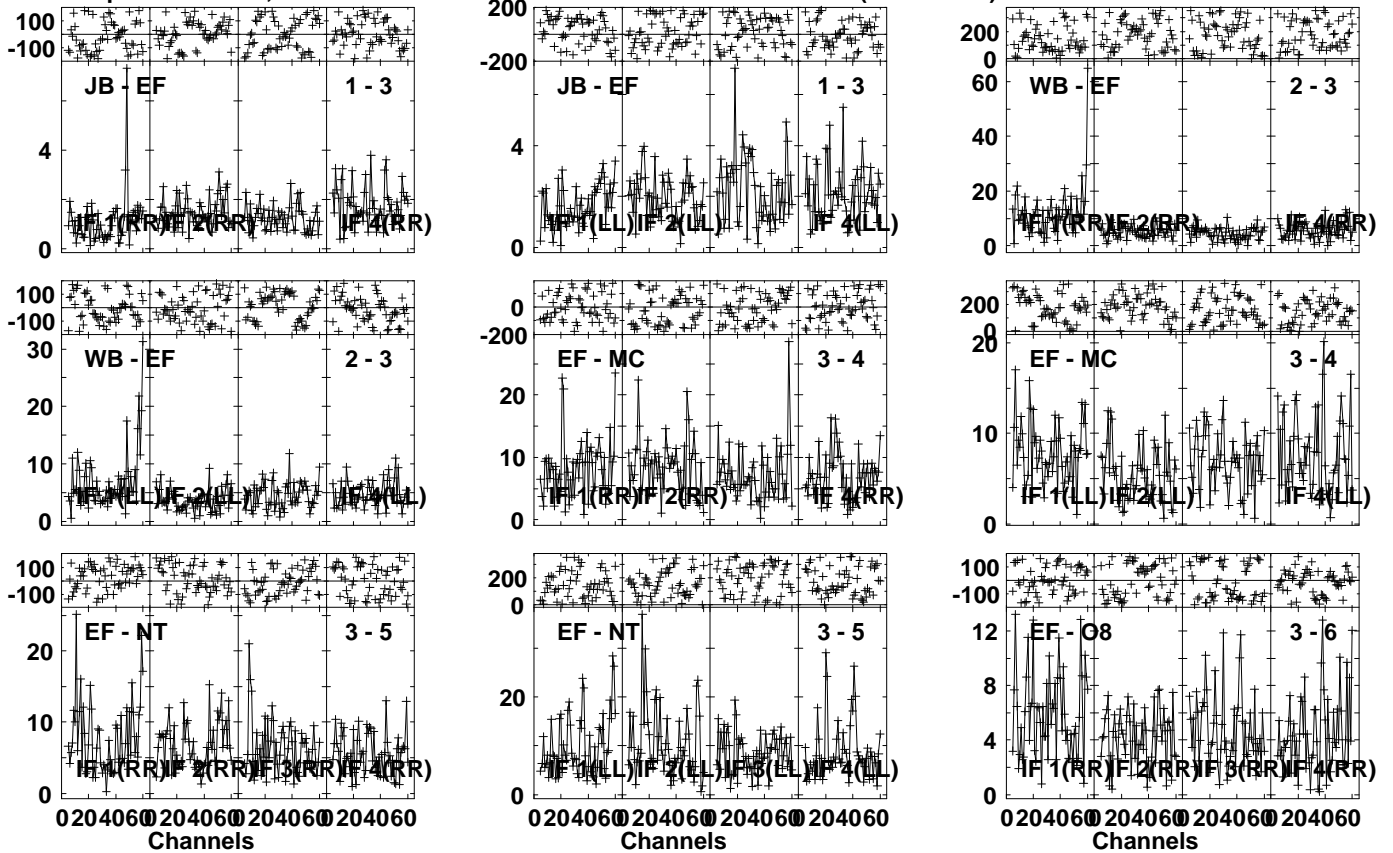 100 200 200
-100 -200 0
JB - EF 1 - 3 JB - EF 1 - 3 WB - EF 2 - 3
60
4 4 40
2 2 20
IF 1(RR) IF 2(RR) IF 4(RR) IF 1(LL) IF 2(LL) IF 4(LL) IF 1(RR) IF 2(RR) IF 4(RR)
0 0 0
100 0 200
-100 -200 0
WB - EF 2 - 3 EF - MC 3 - 4 EF - MC 3 - 4
30 20
20 20
10 10 10
IF 1(LL) IF 2(LL) IF 4(LL) IF 1(RR) IF 2(RR) IF 4(RR) IF 1(LL) IF 2(LL) IF 4(LL)
0 0 0
100 200 100
-100 0 -100
EF - NT 3 - 5 EF - NT 3 - 5 EF - O8 3 - 6
20 12
20 8
10 4
IF 1(RR) IF 2(RR) IF 3(RR) IF 4(RR) IF 1(LL) IF 2(LL) IF 3(LL) IF 4(LL) IF 1(RR) IF 2(RR) IF 3(RR) IF 4(RR)
0 0 0
0 20 40 60 0 20 40 60 0 20 40 60 0 20 40 60 0 20 40 60 0 20 40 60 0 20 40 60 0 20 40 60 0 20 40 60 0 20 40 60 0 20 40 60 0 20 40 60
Channels Channels Channels